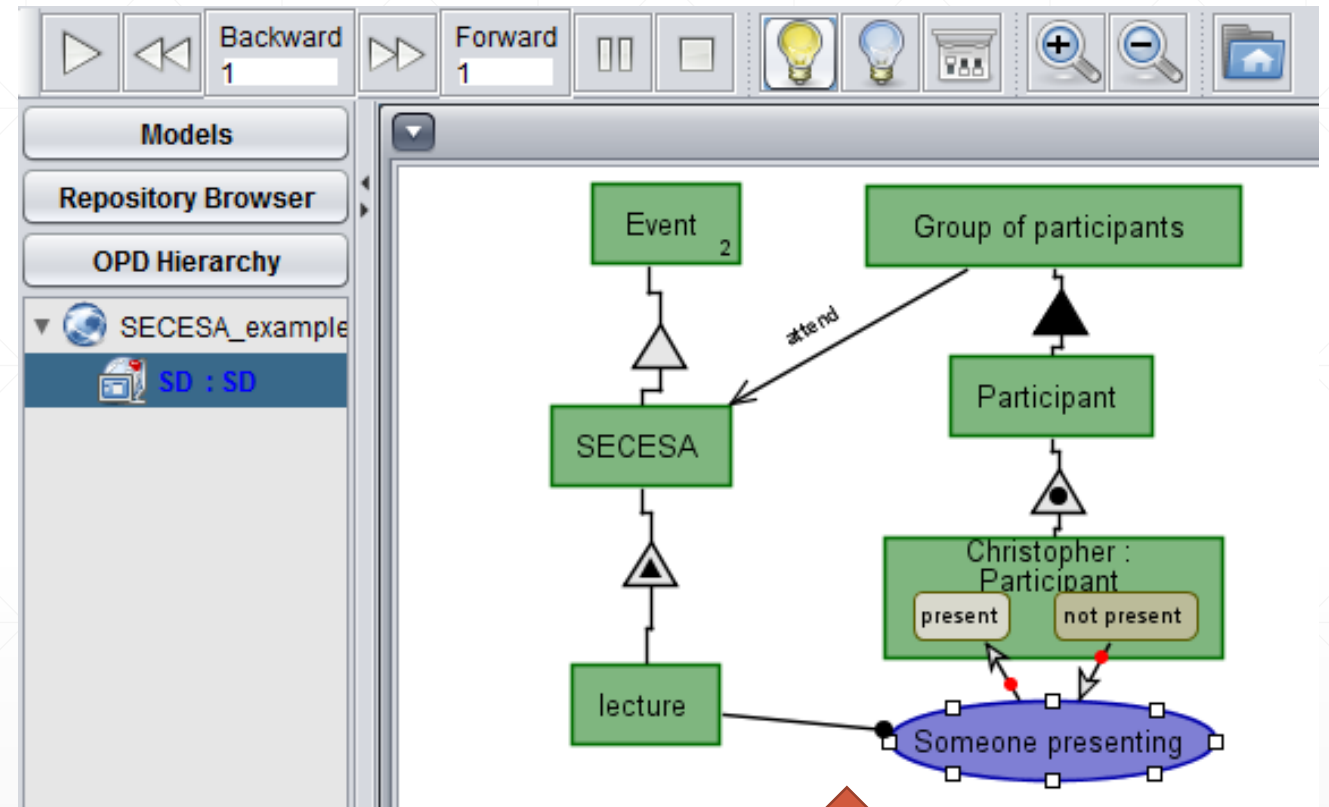 Backward
1
Forward
1
Models
Repository Browser
OPD Hierarchy
SECESA_example
SD : SD
Event
2
Group of participants
attend
Participant
SECESA
Christopher :
Participant
present
not present
lecture
Someone presenting